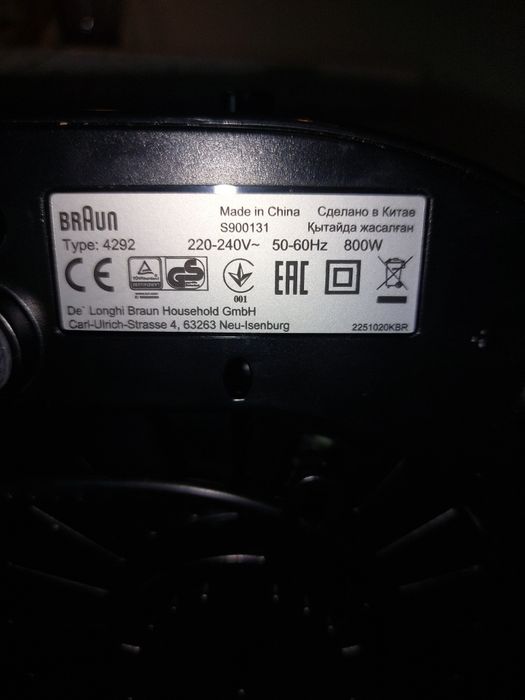 BRAUN
Made in China Сделано в Китае
S900131 Қытайда жасалған
Type: 4292 220-240V~ 50-60Hz 800W
CE EAC
001
De` Longhi Braun Household GmbH
Carl-Ulrich-Strasse 4, 63263 Neu-Isenburg 2251020KBR